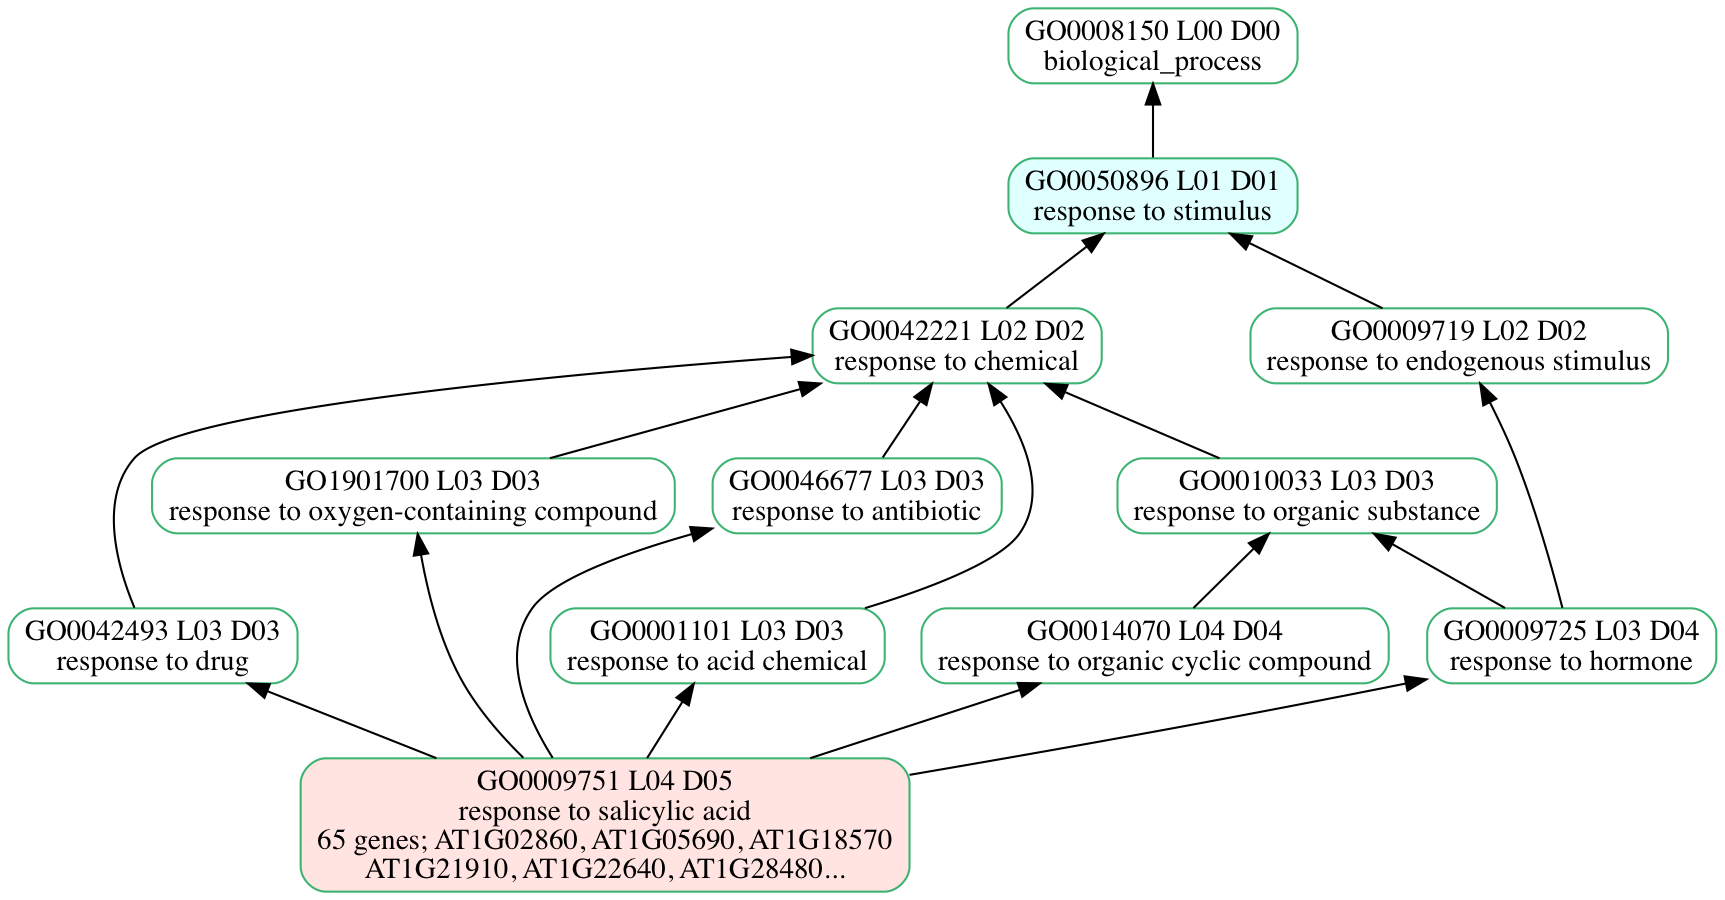 GO0008150 L00 D00
biological_process
GO0050896 L01 D01
response to stimulus
GO0042221 L02 D02
response to chemical
GO0009719 L02 D02
response to endogenous stimulus
GO1901700 L03 D03
response to oxygen-containing compound
GO0046677 L03 D03
response to antibiotic
GO0010033 L03 D03
response to organic substance
GO0042493 L03 D03
response to drug
GO0001101 L03 D03
response to acid chemical
GO0014070 L04 D04
response to organic cyclic compound
GO0009725 L03 D04
response to hormone
GO0009751 L04 D05
response to salicylic acid
65 genes; AT1G02860, AT1G05690, AT1G18570
AT1G21910, AT1G22640, AT1G28480...